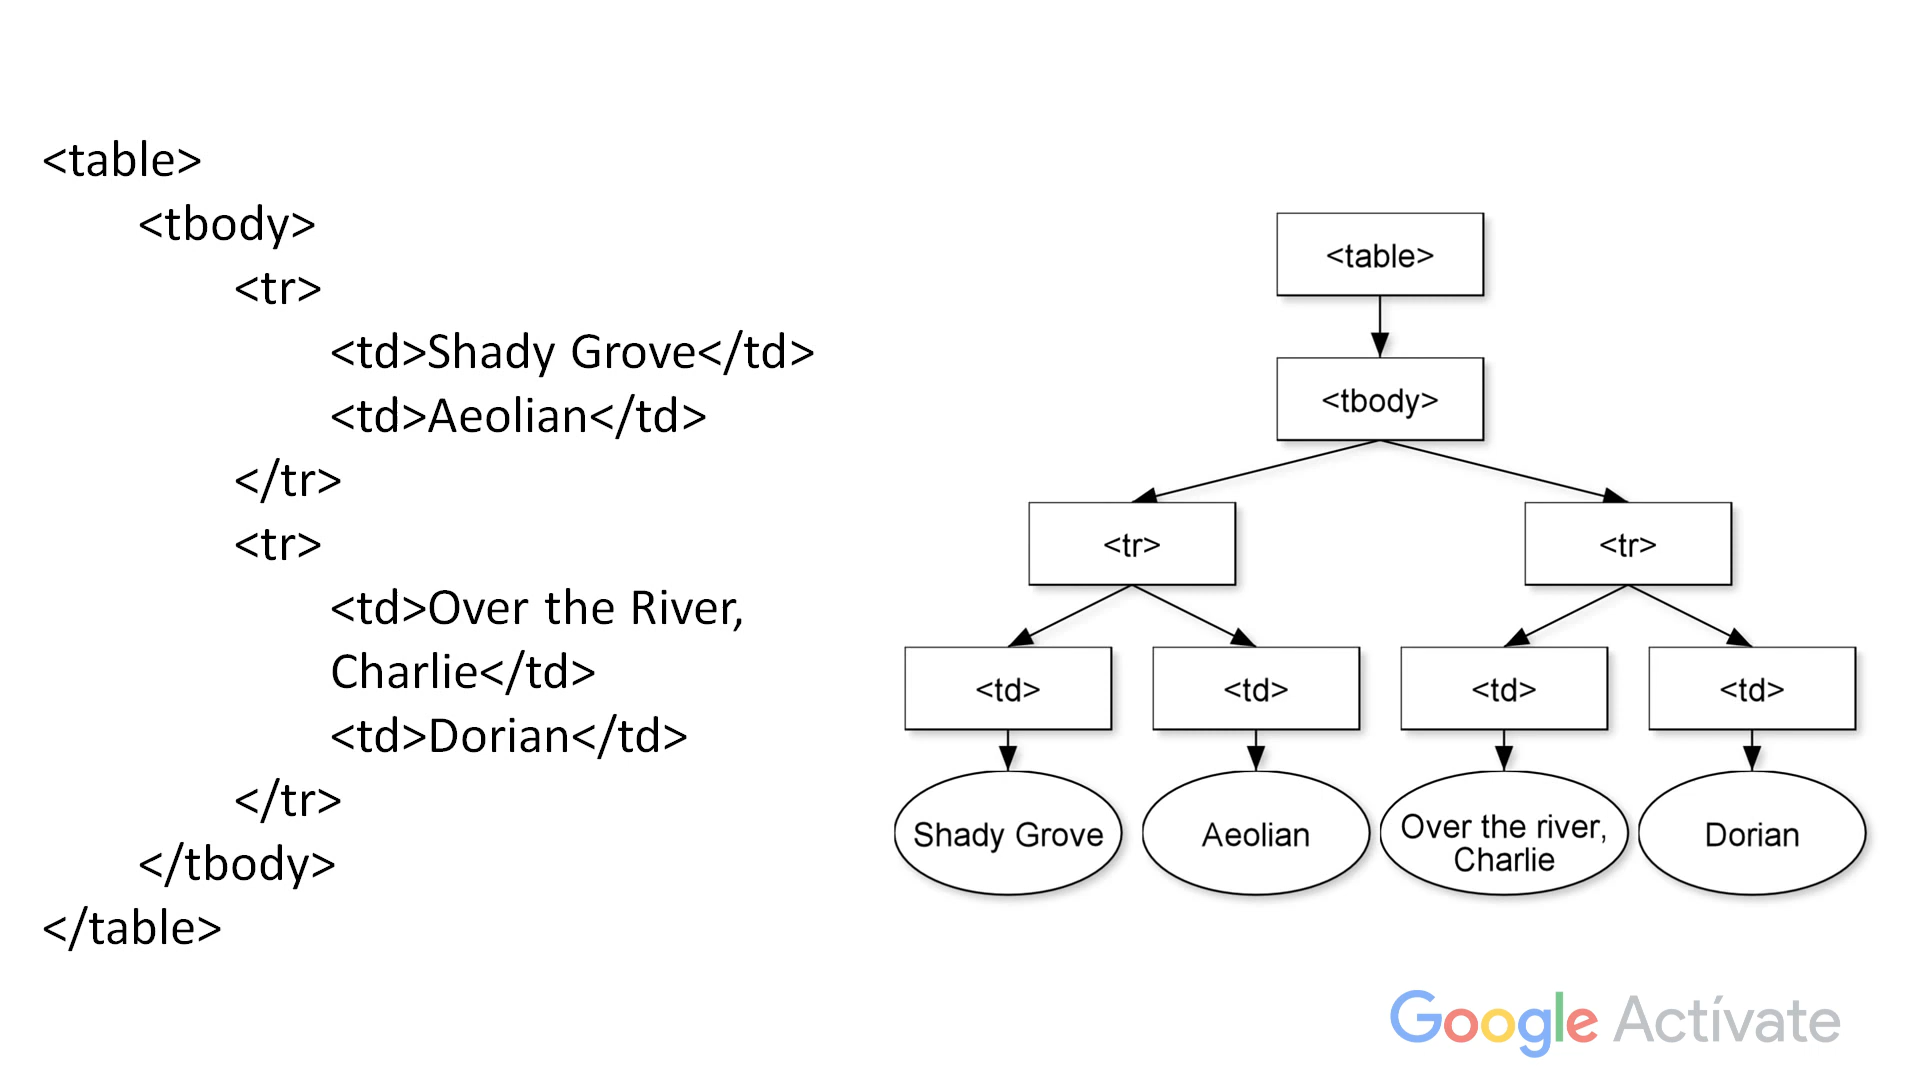 <table>
<tbody>
<tr>
<td>Shady Grove</td>
<td>Aeolian</td>
</tr>
<tr>
<td>Over the River,
Charlie</td>
<td>Dorian</td>
</tr>
</tbody>
</table>
<table>
<tbody>
<tr> <tr>
<td> <td> <td> <td>
Shady Grove Aeolian Over the river, Dorian
Charlie
Google Actívate